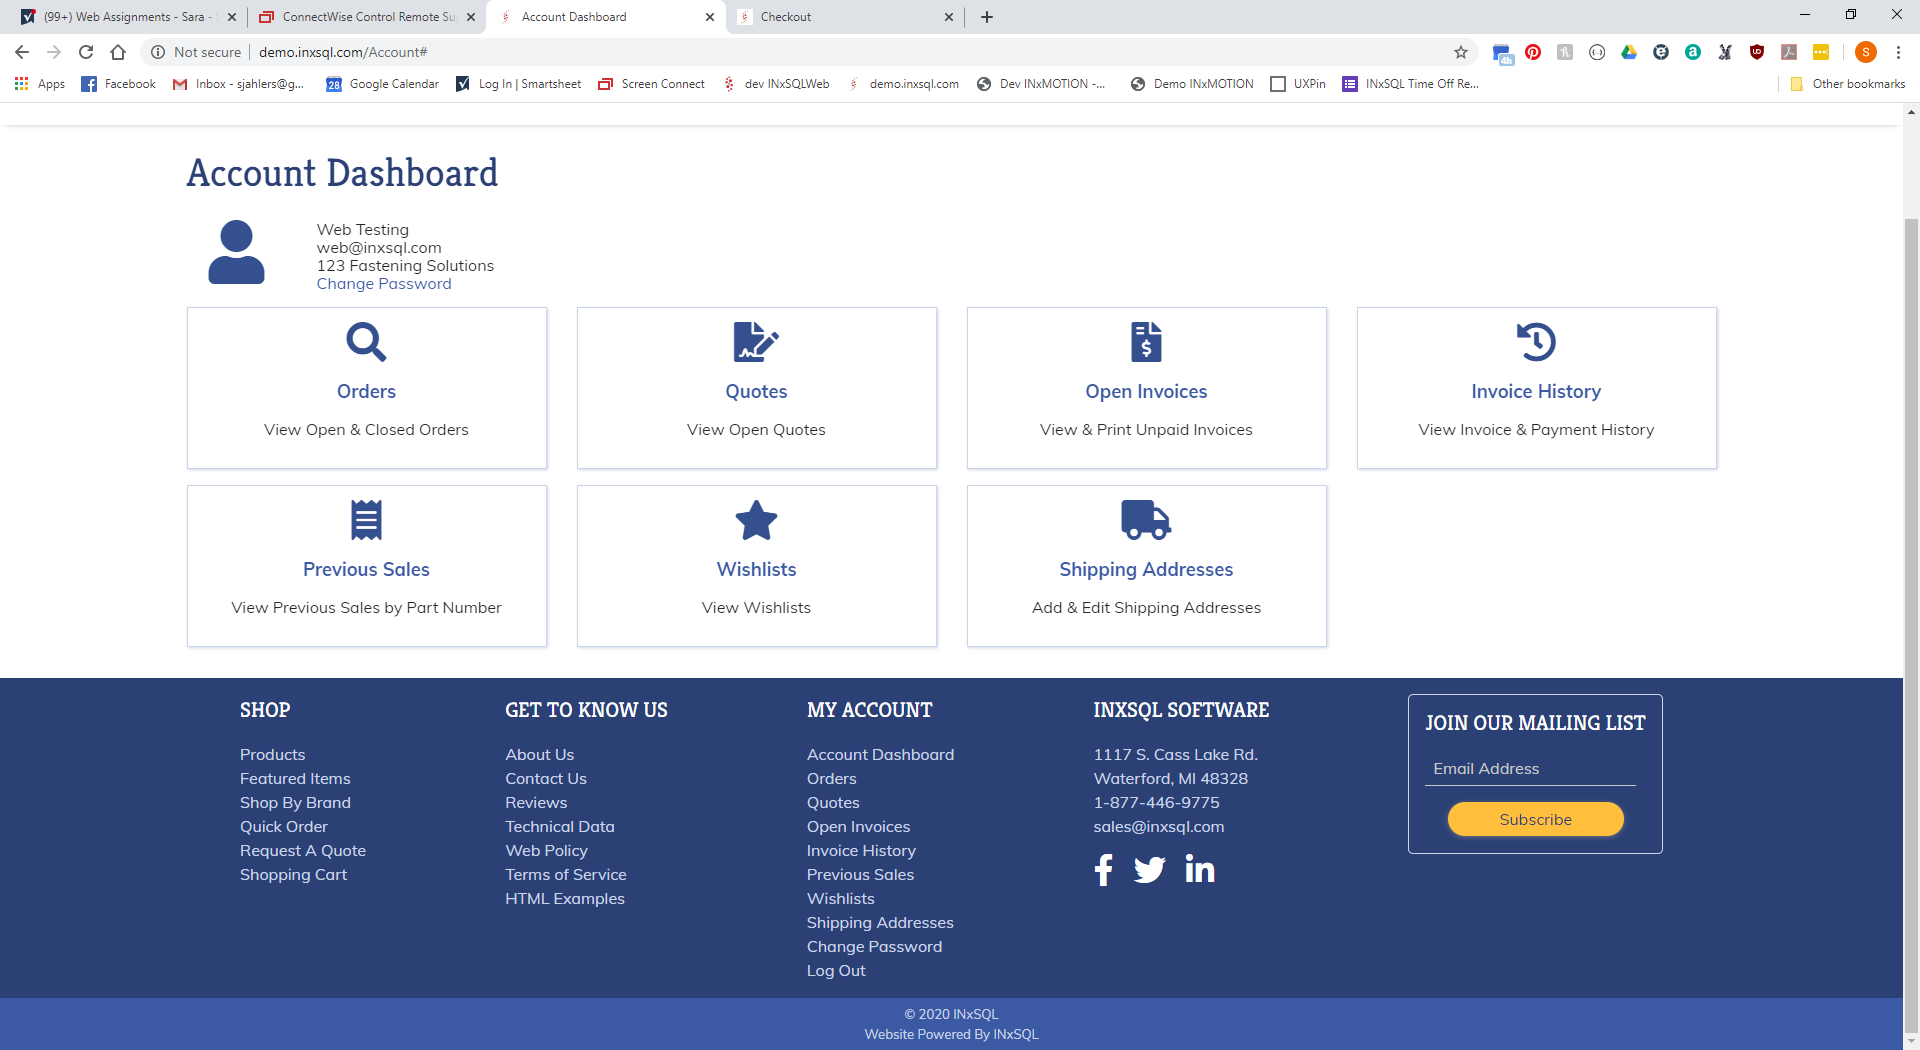 (99+) Web Assignments - Sara -
ConnectWise Control Remote Su
Account Dashboard
Checkout
Not secure
demo.inxsql.com/Account#
4h
S
Apps
Facebook
Inbox - sjahlers@g...
28
Google Calendar
Log In | Smartsheet
Screen Connect
dev INxSQLWeb
demo.inxsql.com
Dev INxMOTION -...
Demo INxMOTION
UXPin
INxSQL Time Off Re...
Other bookmarks
Account Dashboard
Web Testing
web@inxsql.com
123 Fastening Solutions
Change Password
Orders
View Open & Closed Orders
Quotes
View Open Quotes
Open Invoices
View & Print Unpaid Invoices
Invoice History
View Invoice & Payment History
Previous Sales
View Previous Sales by Part Number
Wishlists
View Wishlists
Shipping Addresses
Add & Edit Shipping Addresses
SHOP
Products
Featured Items
Shop By Brand
Quick Order
Request A Quote
Shopping Cart
GET TO KNOW US
About Us
Contact Us
Reviews
Technical Data
Web Policy
Terms of Service
HTML Examples
MY ACCOUNT
Account Dashboard
Orders
Quotes
Open Invoices
Invoice History
Previous Sales
Wishlists
Shipping Addresses
Change Password
Log Out
INXSQL SOFTWARE
1117 S. Cass Lake Rd.
Waterford, MI 48328
1-877-446-9775
sales@inxsql.com
JOIN OUR MAILING LIST
Email Address
Subscribe
© 2020 INxSQL
Website Powered By INxSQL